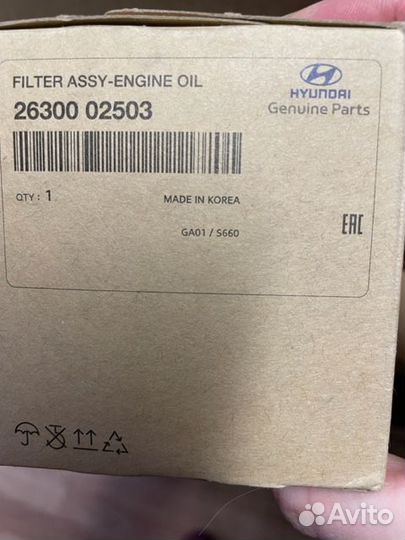 FILTER ASSY-ENGINE OIL
26300 02503
HYUNDAI
Genuine Parts
QTY : 1
MADE IN KOREA
GA01 / S660
EAC
Avito